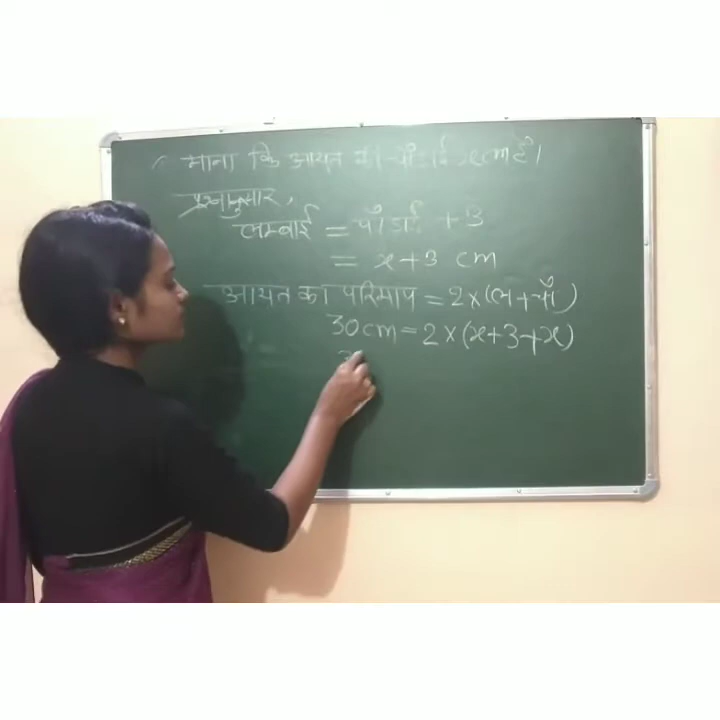 माना कि आयत की चौड़ाई x cm है।
प्रश्नानुसार,
लम्बाई = चौड़ाई + 3
= x+3 cm
आयत का परिमाप = 2×(ल+चौ)
30cm = 2×(x+3+x)